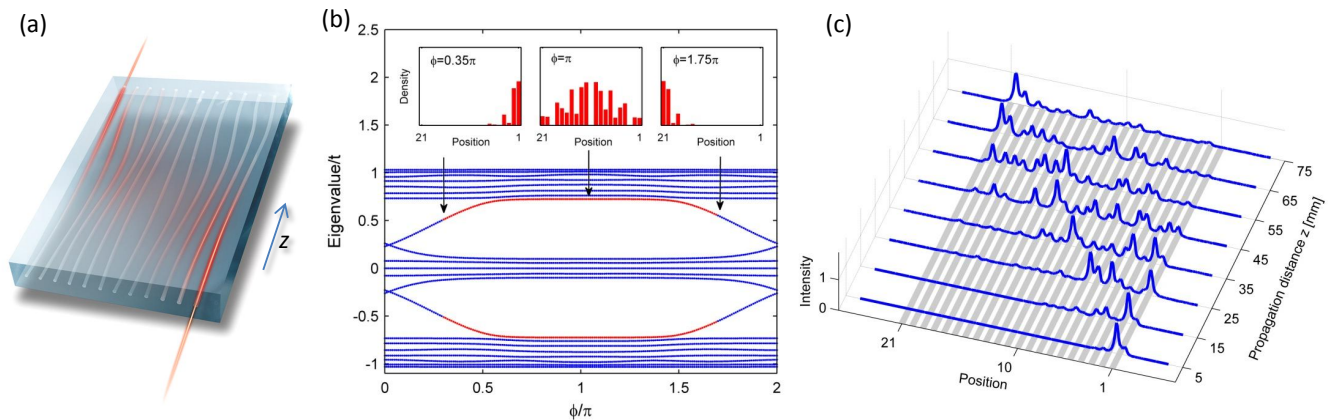 (a)
z
(b)
2.5
2
1.5
1
0.5
0
-0.5
-1
Eigenvalue/t
0
0.5
1
1.5
2
ϕ/π
ϕ=0.35π
Density
21
1
Position
ϕ=π
21
1
Position
ϕ=1.75π
21
1
Position
(c)
Intensity
1
0
21
10
1
Position
5
15
25
35
45
55
65
75
Propagation distance z [mm]